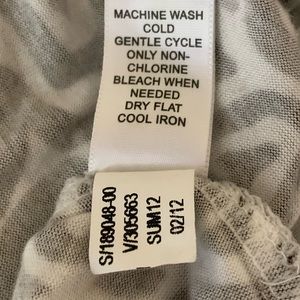 MACHINE WASH
COLD
GENTLE CYCLE
ONLY NON-
CHLORINE
BLEACH WHEN
NEEDED
DRY FLAT
COOL IRON
S/189048-00
V/305663
SUM12
02/12